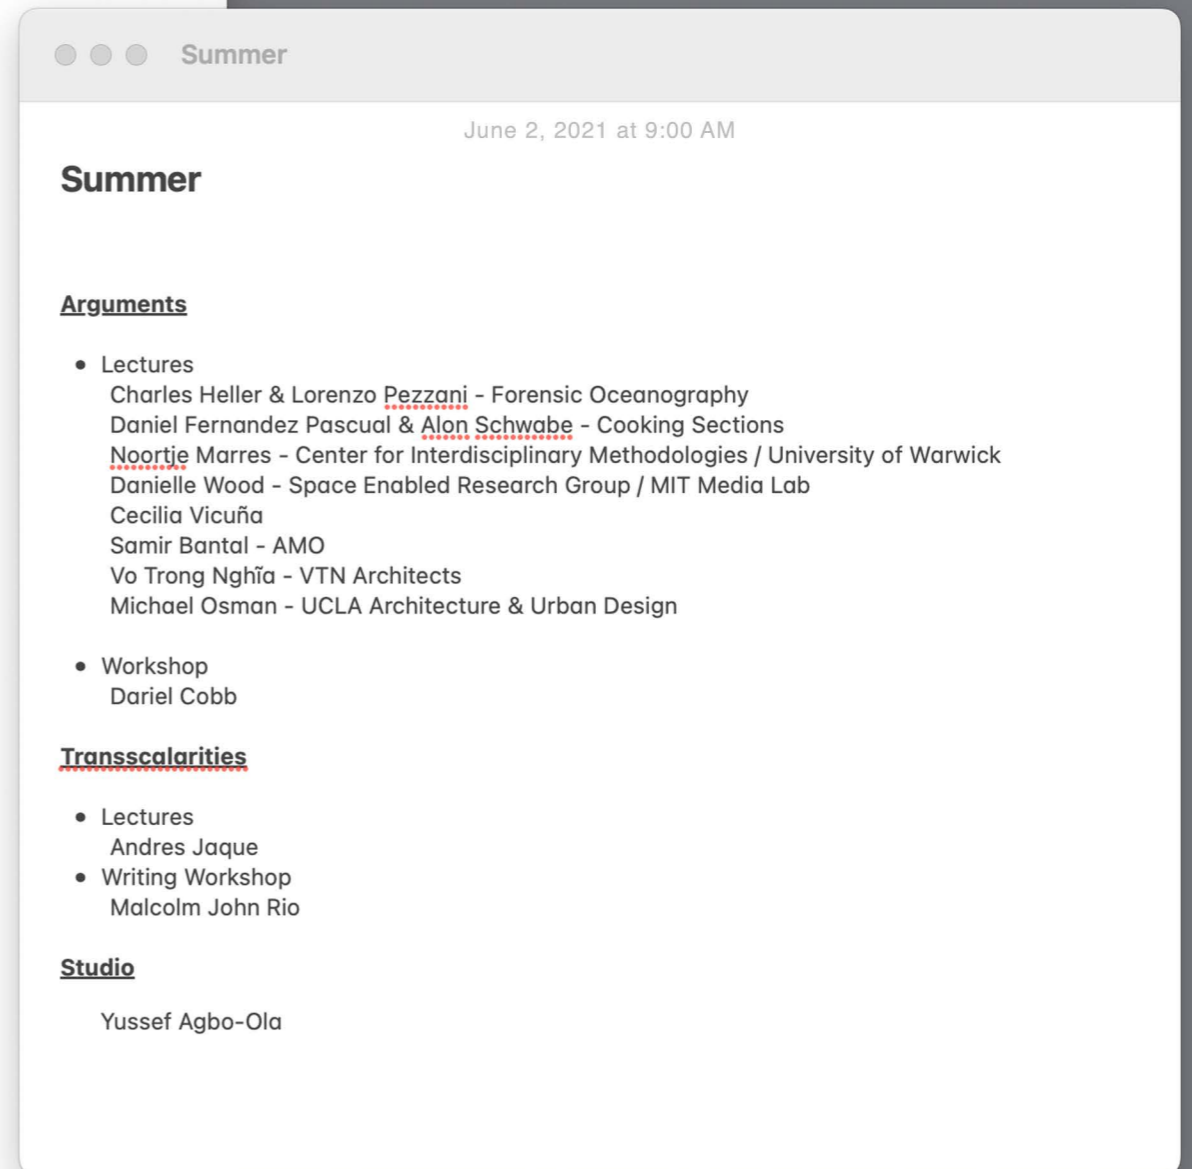 Summer
June 2, 2021 at 9:00 AM
Summer
Arguments
• Lectures
Charles Heller & Lorenzo Pezzani - Forensic Oceanography
Daniel Fernandez Pascual & Alon Schwabe - Cooking Sections
Noortje Marres - Center for Interdisciplinary Methodologies / University of Warwick
Danielle Wood - Space Enabled Research Group / MIT Media Lab
Cecilia Vicuña
Samir Bantal - AMO
Vo Trong Nghĩa - VTN Architects
Michael Osman - UCLA Architecture & Urban Design
• Workshop
Dariel Cobb
Transscalarities
• Lectures
Andres Jaque
• Writing Workshop
Malcolm John Rio
Studio
Yussef Agbo-Ola